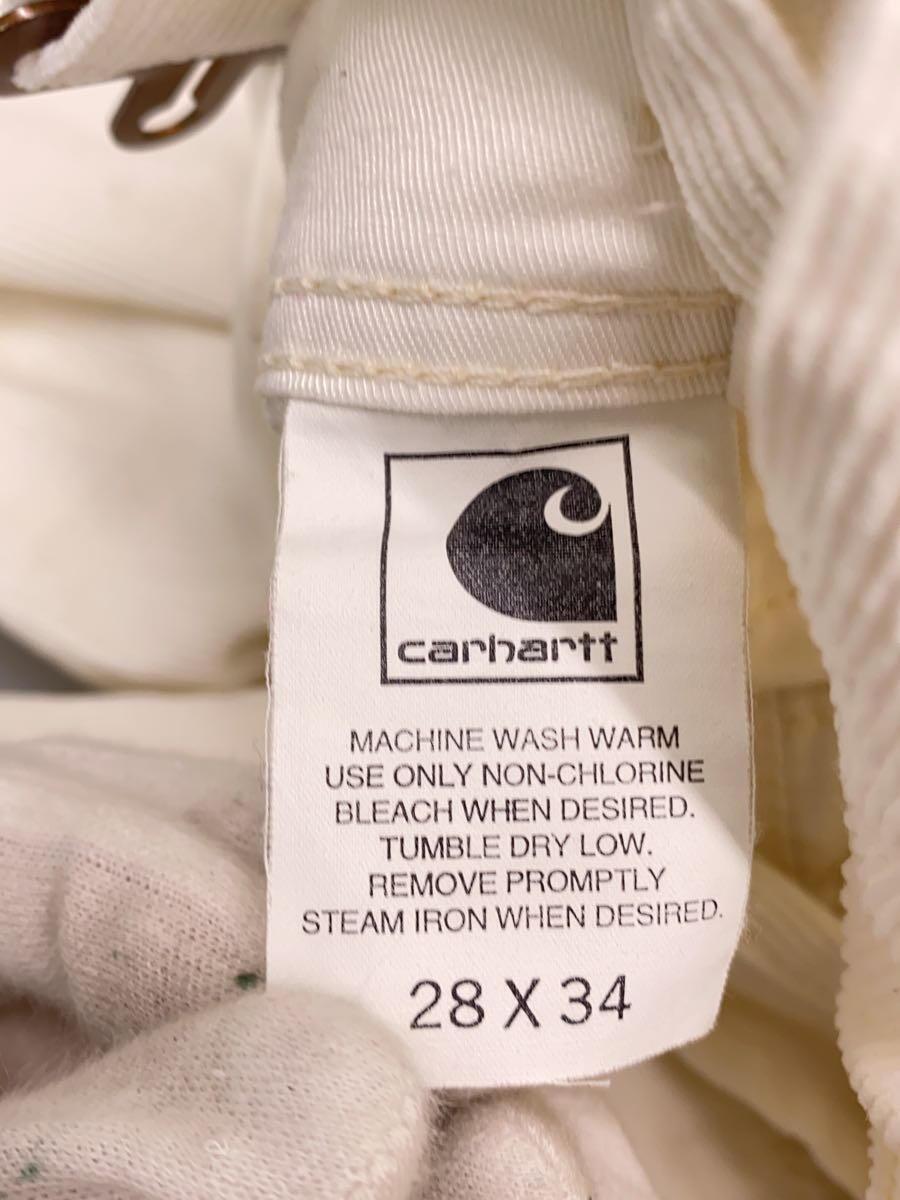 carhartt
MACHINE WASH WARM
USE ONLY NON-CHLORINE
BLEACH WHEN DESIRED.
TUMBLE DRY LOW.
REMOVE PROMPTLY
STEAM IRON WHEN DESIRED.
28 X 34